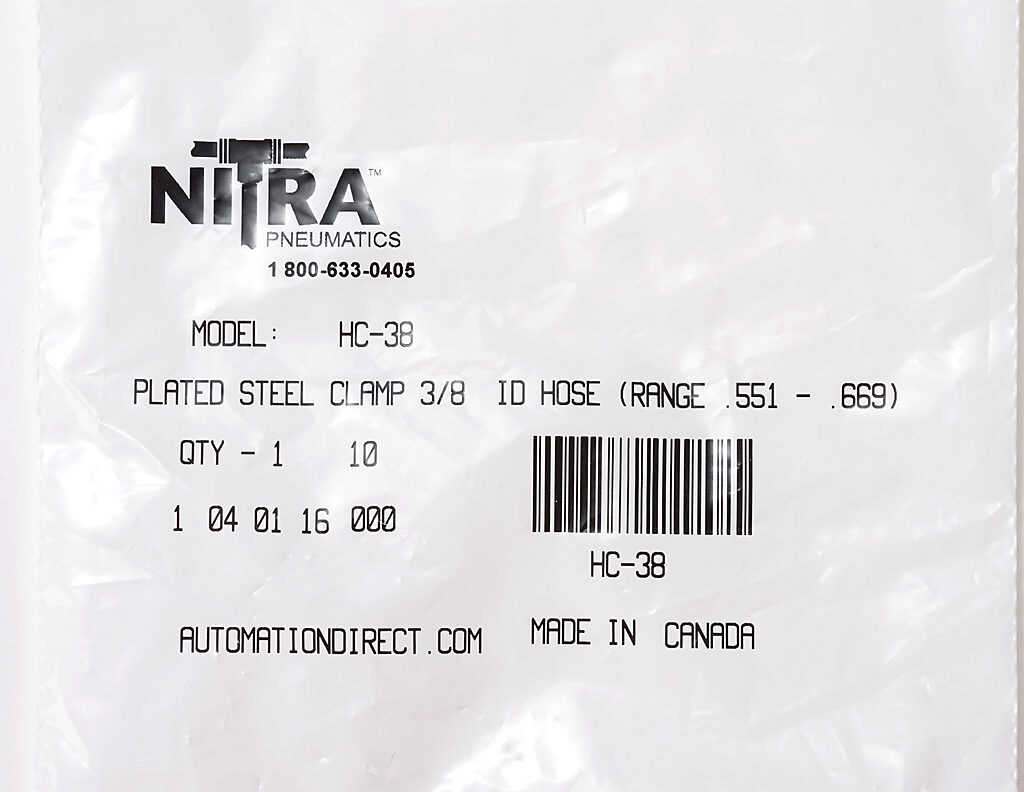 NITRA™
PNEUMATICS
1 800-633-0405
MODEL: HC-38
PLATED STEEL CLAMP 3/8 ID HOSE (RANGE .551 - .669)
QTY - 1 10
1 04 01 16 000
HC-38
AUTOMATIONDIRECT.COM MADE IN CANADA